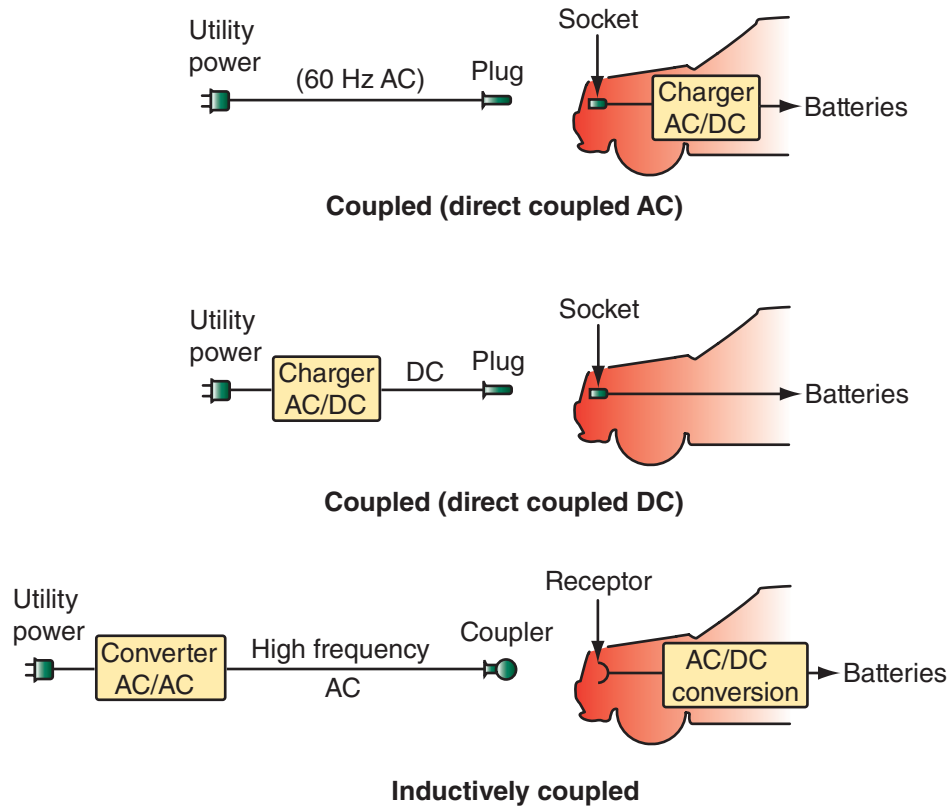 Utility
power
(60 Hz AC)
Plug
Socket
Charger
AC/DC
Batteries
Coupled (direct coupled AC)
Utility
power
Charger
AC/DC
DC
Plug
Socket
Batteries
Coupled (direct coupled DC)
Utility
power
Converter
AC/AC
High frequency
AC
Coupler
Receptor
AC/DC
conversion
Batteries
Inductively coupled